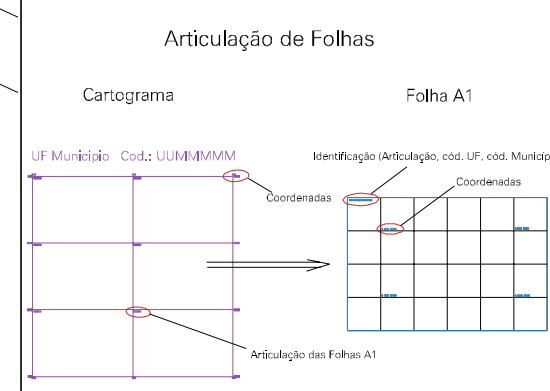 Articulação de Folhas
Cartograma
Folha A1
UF Municipio Cod.: UUMMMMM
Identificação (Articulação, cód. UF, cód. Municíp
Coordenadas
Coordenadas
Articulação das Folhas A1